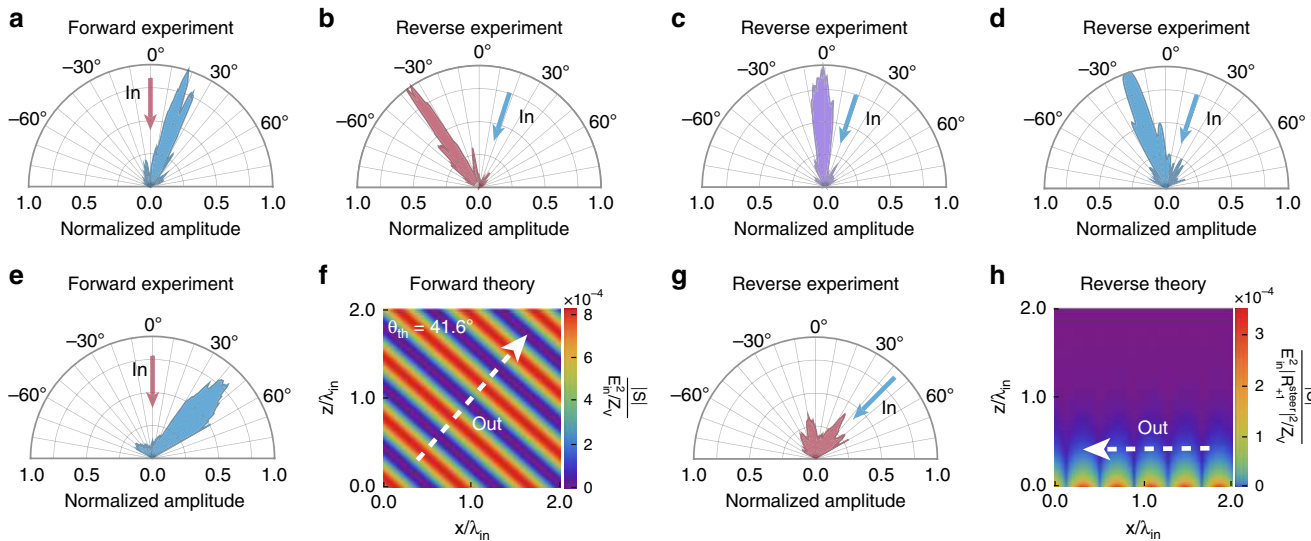 a
Forward experiment
0°
–30°
30°
–60°
60°
In
1.0 0.5 0.0 0.5 1.0
Normalized amplitude
b
Reverse experiment
0°
–30°
30°
–60°
60°
In
1.0 0.5 0.0 0.5 1.0
Normalized amplitude
c
Reverse experiment
0°
–30°
30°
–60°
60°
In
1.0 0.5 0.0 0.5 1.0
Normalized amplitude
d
Reverse experiment
0°
–30°
30°
–60°
60°
In
1.0 0.5 0.0 0.5 1.0
Normalized amplitude
e
Forward experiment
0°
–30°
30°
–60°
60°
In
1.0 0.5 0.0 0.5 1.0
Normalized amplitude
f
Forward theory
×10⁻⁴
2.0
1.0
0.0
z/λin
θth = 41.6°
Out
0.0 1.0 2.0
x/λin
8
6
4
2
0
|S|
E²in/Zv
g
Reverse experiment
0°
–30°
30°
–60°
60°
In
1.0 0.5 0.0 0.5 1.0
Normalized amplitude
h
Reverse theory
×10⁻⁴
2.0
1.0
0.0
z/λin
Out
0.0 1.0 2.0
x/λin
3
2
1
0
E²in|R steer +1|²/Zv